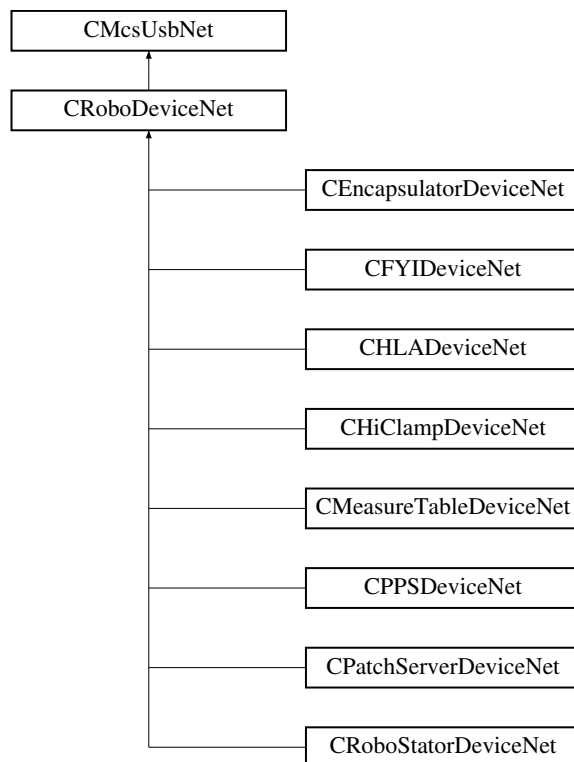 CMcsUsbNet
CRoboDeviceNet
CEncapsulatorDeviceNet
CFYIDeviceNet
CHLADeviceNet
CHiClampDeviceNet
CMeasureTableDeviceNet
CPPSDeviceNet
CPatchServerDeviceNet
CRoboStatorDeviceNet